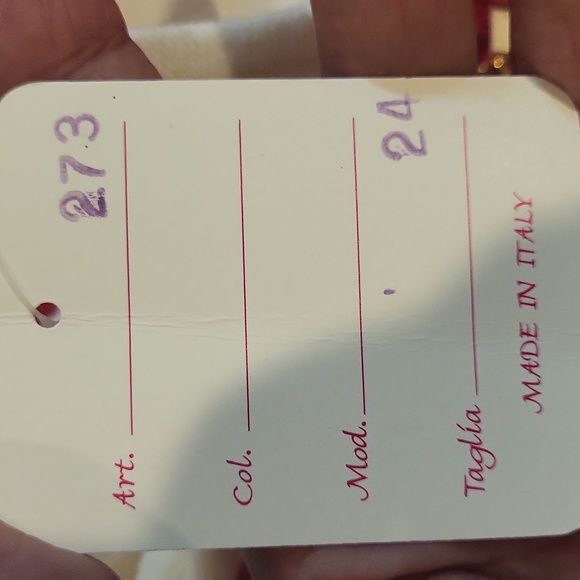 Art. 273
Col.
Mod.
Taglia 24
MADE IN ITALY